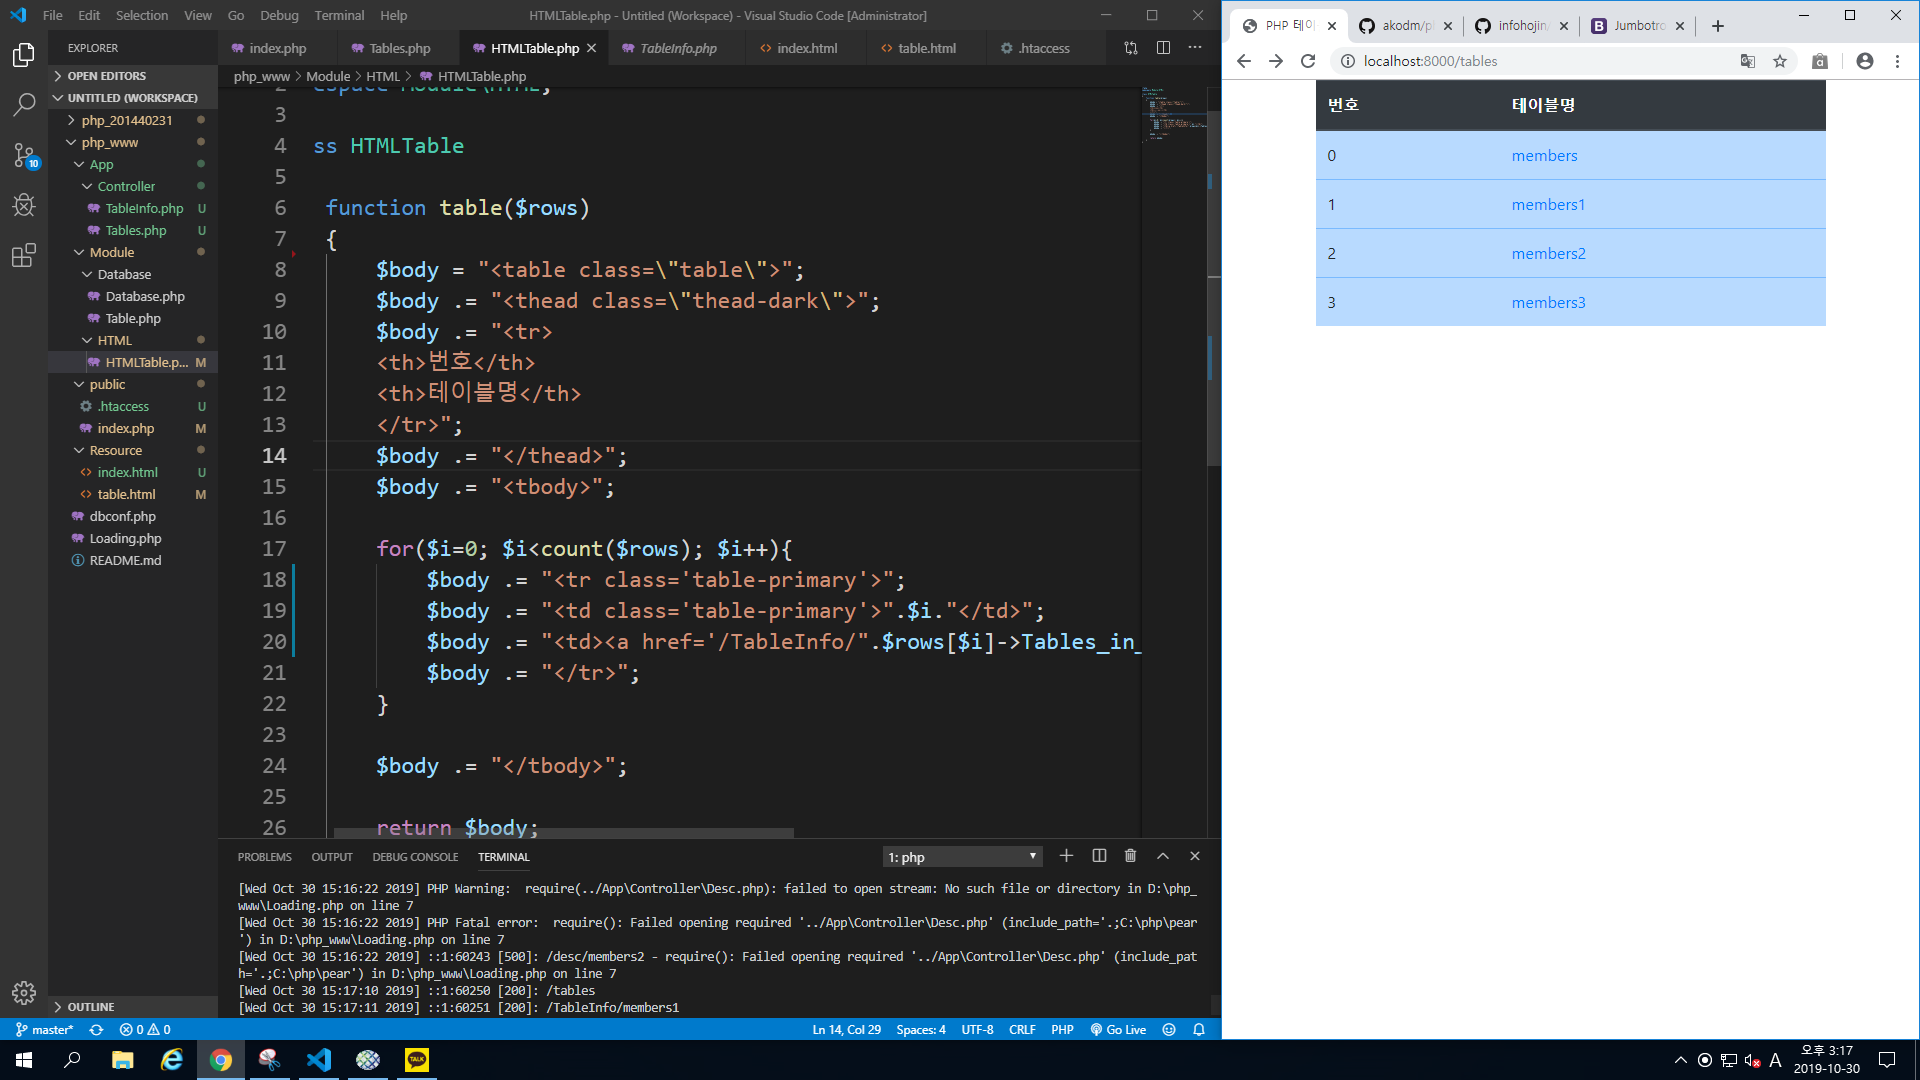 File Edit Selection View Go Debug Terminal Help
HTMLTable.php - Untitled (Workspace) - Visual Studio Code [Administrator]
EXPLORER
OPEN EDITORS
UNTITLED (WORKSPACE)
php_201440231
php_www
App
Controller
TableInfo.php U
Tables.php U
Module
Database
Database.php
Table.php
HTML
HTMLTable.p... M
public
.htaccess U
index.php M
Resource
index.html U
table.html M
dbconf.php
Loading.php
README.md
OUTLINE
10
index.php Tables.php HTMLTable.php TableInfo.php index.html table.html .htaccess
php_www > Module > HTML > HTMLTable.php
2 espace Module\HTML;
3
4 ss HTMLTable
5
6 function table($rows)
7 {
8 $body = "<table class=\"table\">";
9 $body .= "<thead class=\"thead-dark\">";
10 $body .= "<tr>
11 <th>번호</th>
12 <th>테이블명</th>
13 </tr>";
14 $body .= "</thead>";
15 $body .= "<tbody>";
16
17 for($i=0; $i<count($rows); $i++){
18 $body .= "<tr class='table-primary'>";
19 $body .= "<td class='table-primary'>".$i."</td>";
20 $body .= "<td><a href='/TableInfo/".$rows[$i]->Tables_in_
21 $body .= "</tr>";
22 }
23
24 $body .= "</tbody>";
25
26 return $body;
PROBLEMS OUTPUT DEBUG CONSOLE TERMINAL
1: php
[Wed Oct 30 15:16:22 2019] PHP Warning:  require(../App\Controller\Desc.php): failed to open stream: No such file or directory in D:\php_
www\Loading.php on line 7
[Wed Oct 30 15:16:22 2019] PHP Fatal error:  require(): Failed opening required '../App\Controller\Desc.php' (include_path='.;C:\php\pear
') in D:\php_www\Loading.php on line 7
[Wed Oct 30 15:16:22 2019] ::1:60243 [500]: /desc/members2 - require(): Failed opening required '../App\Controller\Desc.php' (include_pat
h='.;C:\php\pear') in D:\php_www\Loading.php on line 7
[Wed Oct 30 15:17:10 2019] ::1:60250 [200]: /tables
[Wed Oct 30 15:17:11 2019] ::1:60251 [200]: /TableInfo/members1
master* 0 0
Ln 14, Col 29 Spaces: 4 UTF-8 CRLF PHP Go Live
akodm/p
infohojin/
B Jumbotro
localhost:8000/tables
번호 테이블명
0 members
1 members1
2 members2
3 members3
TALK
A
오후 3:17
2019-10-30